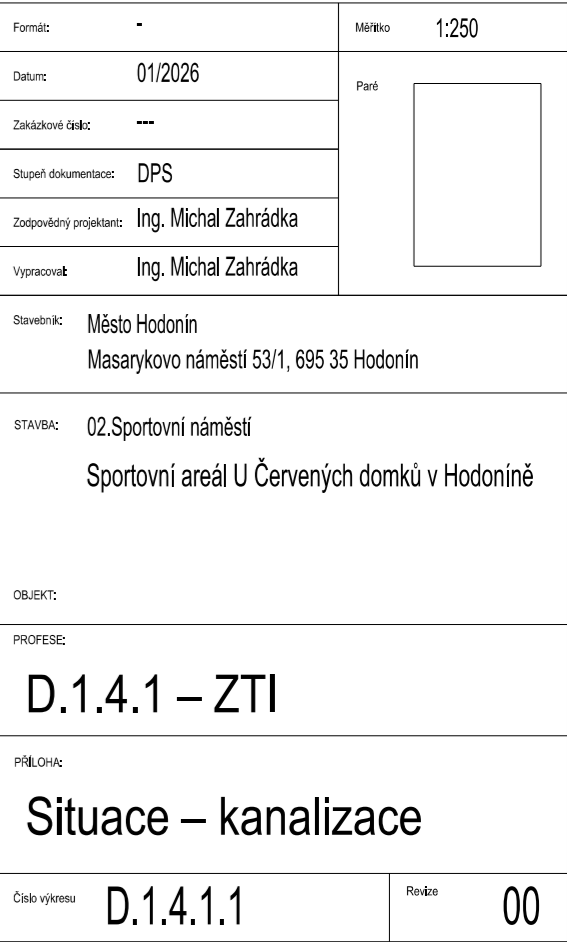 Formát: -
Měřítko 1:250
Datum: 01/2026
Paré
Zakázkové číslo: ---
Stupeň dokumentace: DPS
Zodpovědný projektant: Ing. Michal Zahrádka
Vypracoval: Ing. Michal Zahrádka
Stavebník: Město Hodonín
Masarykovo náměstí 53/1, 695 35 Hodonín
STAVBA: 02.Sportovní náměstí
Sportovní areál U Červených domků v Hodoníně
OBJEKT:
PROFESE:
D.1.4.1 – ZTI
PŘÍLOHA:
Situace – kanalizace
Číslo výkresu D.1.4.1.1
Revize 00